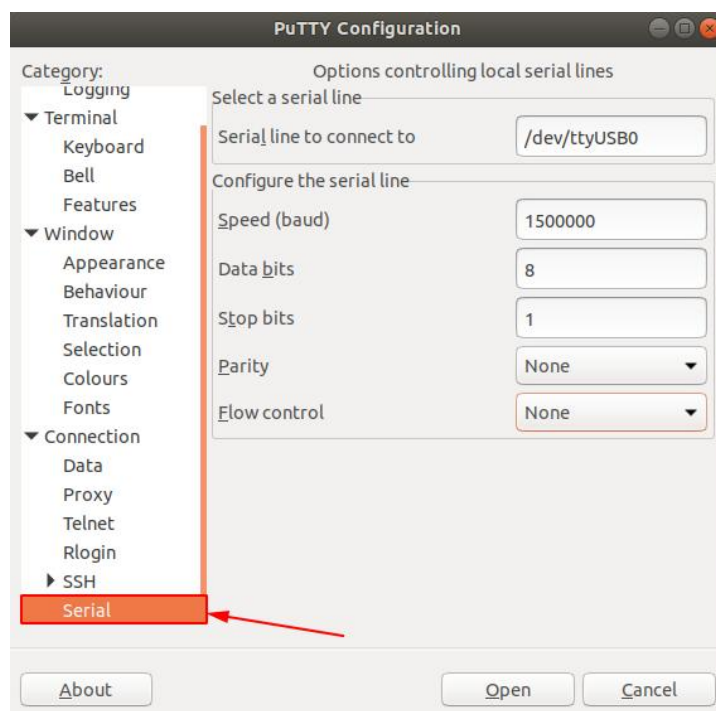 PuTTY Configuration
Category:
Options controlling local serial lines
Logging
Terminal
Keyboard
Bell
Features
Window
Appearance
Behaviour
Translation
Selection
Colours
Fonts
Connection
Data
Proxy
Telnet
Rlogin
SSH
Serial
Select a serial line
Serial line to connect to /dev/ttyUSB0
Configure the serial line
Speed (baud) 1500000
Data bits 8
Stop bits 1
Parity None
Flow control None
About Open Cancel